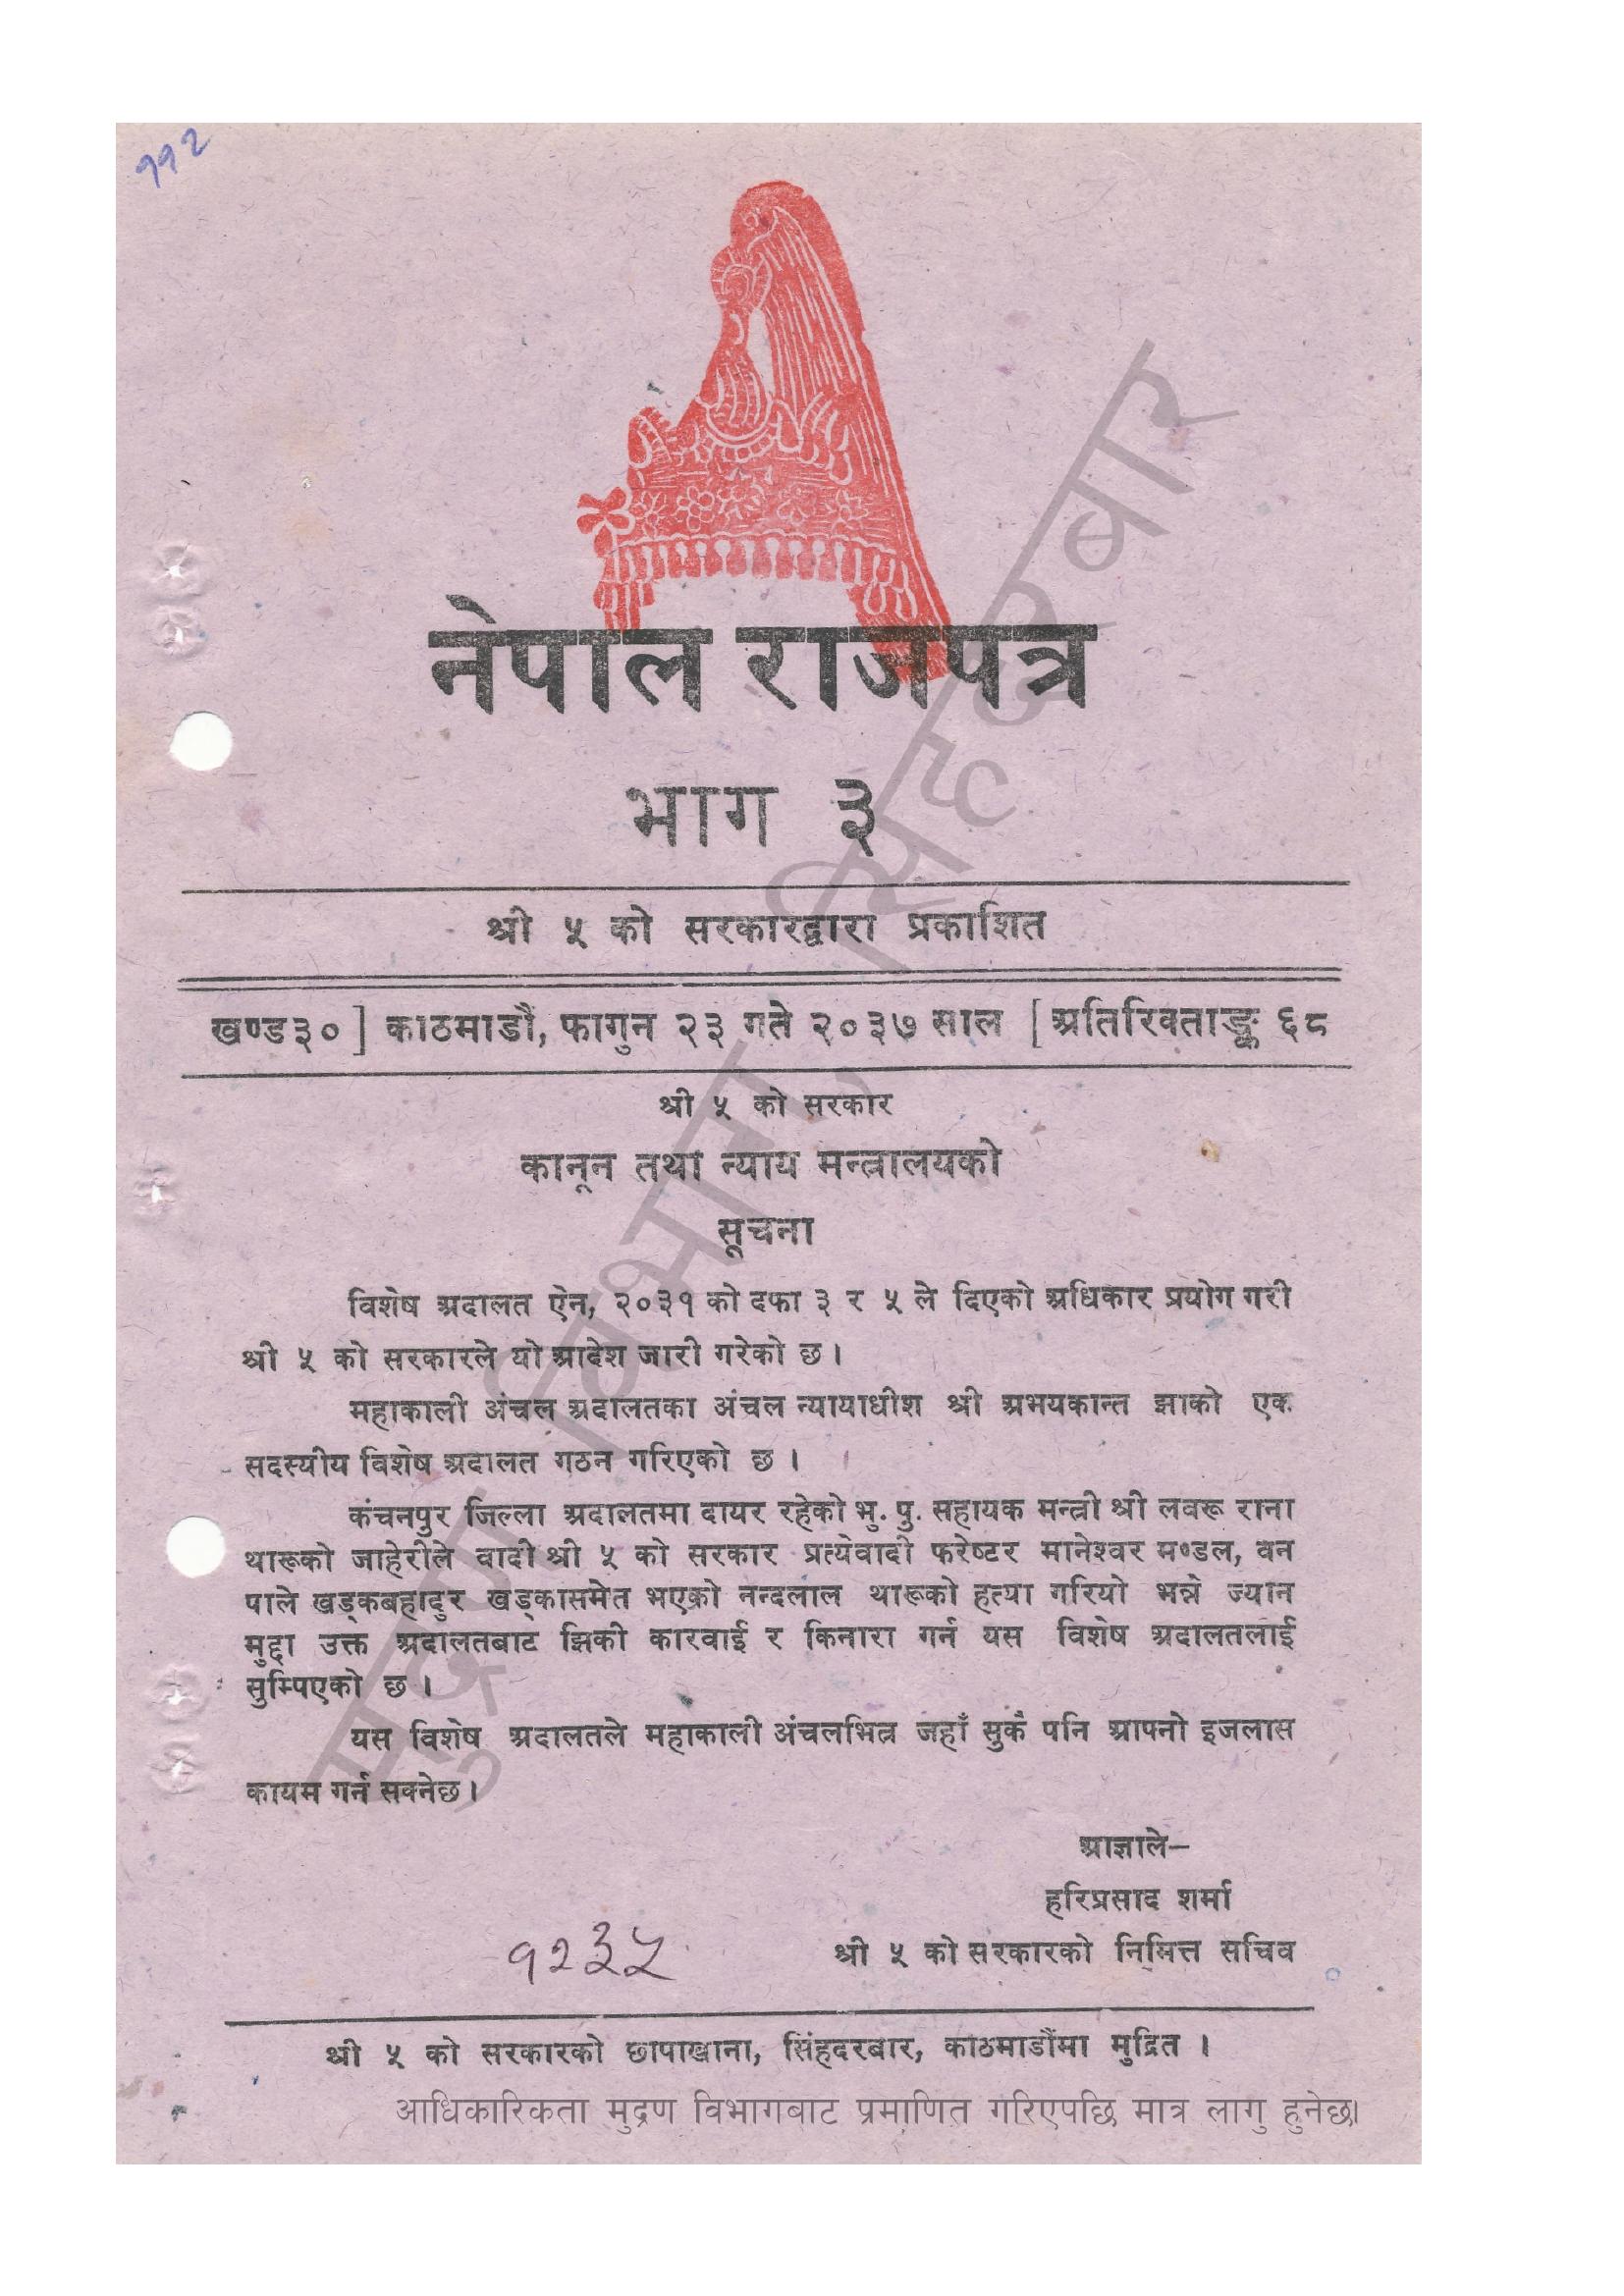 ११२
नेपाल राजपत्र
भाग ३
श्री ५ को सरकारद्वारा प्रकाशित
खण्ड३० ] काठमाडौं, फागुन २३ गते २०३७ साल [ अतिरिक्ताङ्क ६८
श्री ५ को सरकार
कानून तथा न्याय मन्त्रालयको
सूचना
विशेष अदालत ऐन, २०३१ को दफा ३ र ५ ले दिएको अधिकार प्रयोग गरी
श्री ५ को सरकारले यो आदेश जारी गरेको छ ।
महाकाली अंचल अदालतका अंचल न्यायाधीश श्री अभयकान्त झाको एक
सदस्यीय विशेष अदालत गठन गरिएको छ ।
कंचनपुर जिल्ला अदालतमा दायर रहेको भु. पु. सहायक मन्त्री श्री लवरू राना
थारूको जाहेरीले वादी श्री ५ को सरकार प्रत्येवादी फरेष्टर मानेश्वर मण्डल, वन
पाले खड्कबहादुर खड्कासमेत भएको नन्दलाल थारूको हत्या गरियो भन्ने ज्यान
मुद्दा उक्त अदालतबाट झिकी कारवाई र किनारा गर्न यस विशेष अदालतलाई
सुम्पिएको छ ।
यस विशेष अदालतले महाकाली अंचलभित्र जहाँ सुकै पनि आफ्नो इजलास
कायम गर्न सक्नेछ ।
आज्ञाले–
हरिप्रसाद शर्मा
श्री ५ को सरकारको निमित्त सचिव
१२३५
श्री ५ को सरकारको छापाखाना, सिंहदरबार, काठमाडौंमा मुद्रित ।
आधिकारिकता मुद्रण विभागबाट प्रमाणित गरिएपछि मात्र लागु हुनेछ।
मुद्रण विभाग, सिंहदरबार